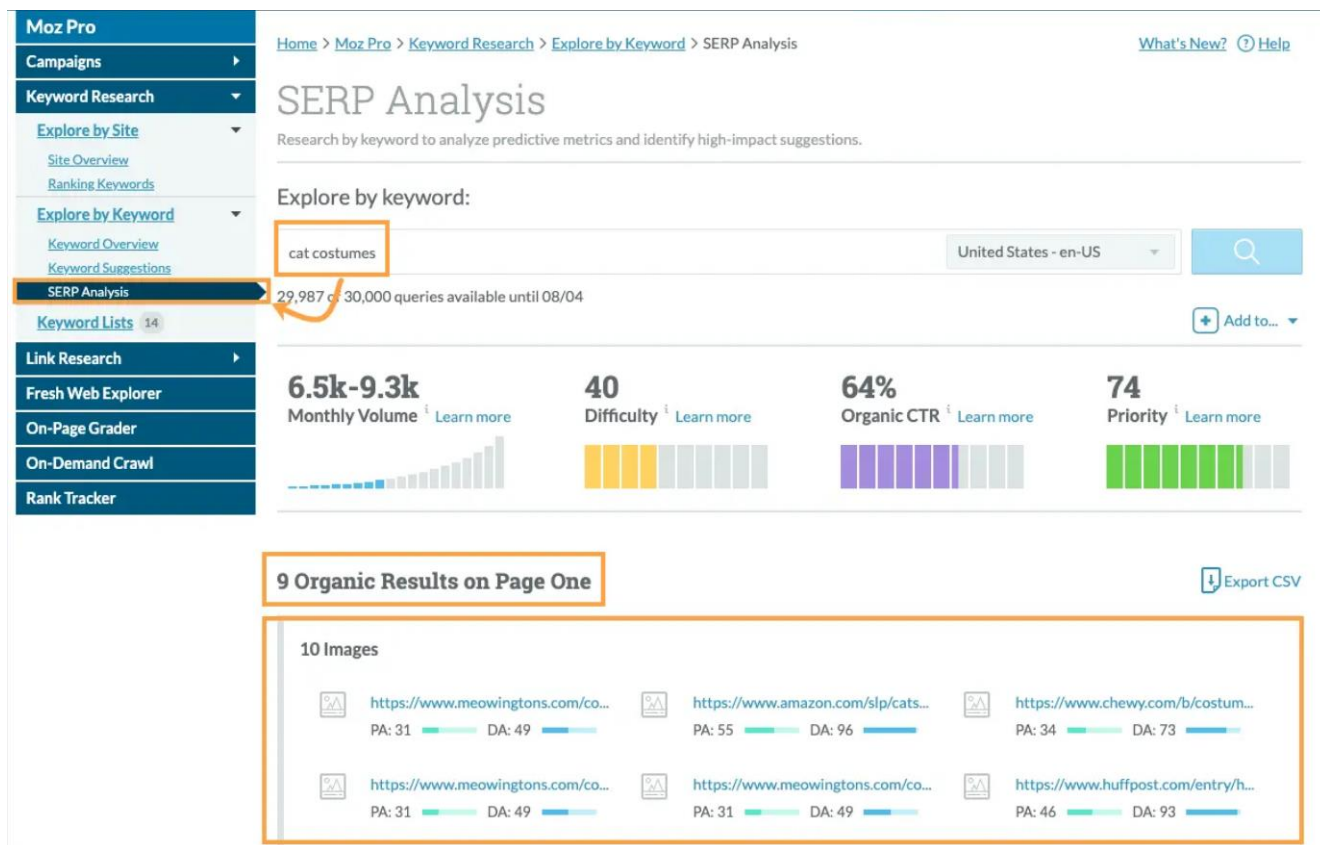 Moz Pro
Campaigns
Keyword Research
Explore by Site
Site Overview
Ranking Keywords
Explore by Keyword
Keyword Overview
Keyword Suggestions
SERP Analysis
Keyword Lists 14
Link Research
Fresh Web Explorer
On-Page Grader
On-Demand Crawl
Rank Tracker
Home > Moz Pro > Keyword Research > Explore by Keyword > SERP Analysis
What's New? ? Help
SERP Analysis
Research by keyword to analyze predictive metrics and identify high-impact suggestions.
Explore by keyword:
cat costumes
United States - en-US
29,987 of 30,000 queries available until 08/04
+ Add to...
6.5k-9.3k
Monthly Volume i Learn more
40
Difficulty i Learn more
64%
Organic CTR i Learn more
74
Priority i Learn more
9 Organic Results on Page One
Export CSV
10 Images
https://www.meowingtons.com/co...
PA: 31 DA: 49
https://www.amazon.com/slp/cats...
PA: 55 DA: 96
https://www.chewy.com/b/costum...
PA: 34 DA: 73
https://www.meowingtons.com/co...
PA: 31 DA: 49
https://www.meowingtons.com/co...
PA: 31 DA: 49
https://www.huffpost.com/entry/h...
PA: 46 DA: 93